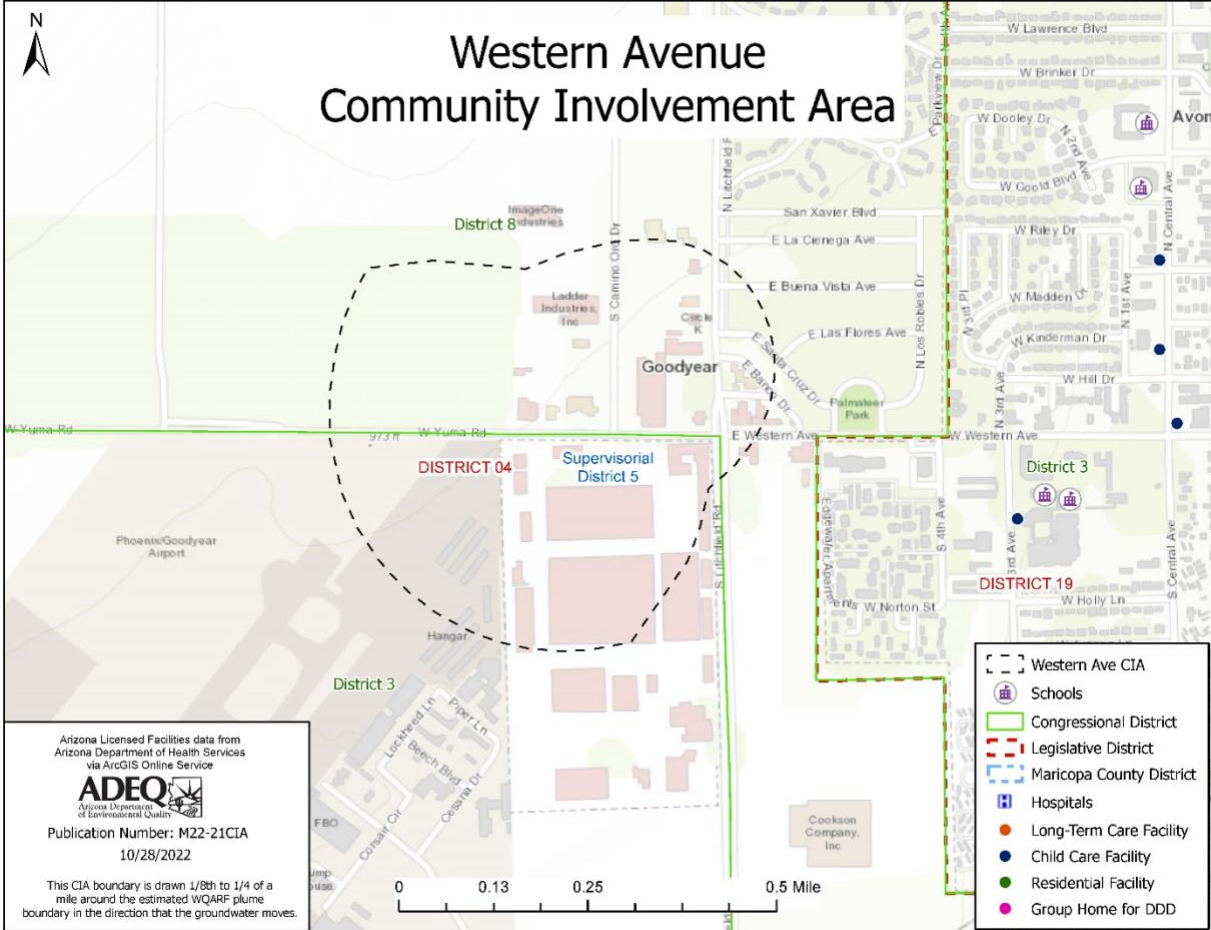 N
Western Avenue
Community Involvement Area
W Lawrence Blvd
W Brinker Dr
E Parkview Dr
W Dooley Dr
N 2nd Ave
Avon
W Goold Blvd
N Central Ave
San Xavier Blvd
E La Cienega Ave
W Riley Dr
ImageOne
Industries
District 8
S Camino Oro Dr
E Buena Vista Ave
N Los Robles Dr
N 3rd Pl
W Madden Dr
N 1st Ave
Ladder
Industries,
Inc
Circle
K
E Las Flores Ave
W Kinderman Dr
E Santa Cruz Dr
Goodyear
W Hill Dr
Palmateer
Park
N 3rd Ave
W Yuma Rd
973 ft
W Yuma Rd
E Western Ave
W Western Ave
DISTRICT 04
Supervisorial
District 5
District 3
S Litchfield Rd
S 4th Ave
Phoenix/Goodyear
Airport
Edgewater Apartments
3rd Ave
S Central Ave
DISTRICT 19
W Norton St
W Holly Ln
Hangar
District 3
Piper Ln
Lockheed Ln
Beech Blvd
Cessna Dr
Corsair Cir
FBO
Cookson
Company,
Inc
Western Ave CIA
Schools
Congressional District
Legislative District
Maricopa County District
H Hospitals
Long-Term Care Facility
Child Care Facility
Residential Facility
Group Home for DDD
Arizona Licensed Facilities data from
Arizona Department of Health Services
via ArcGIS Online Service
ADEQ
Arizona Department
of Environmental Quality
Publication Number: M22-21CIA
10/28/2022
This CIA boundary is drawn 1/8th to 1/4 of a
mile around the estimated WQARF plume
boundary in the direction that the groundwater moves.
0 0.13 0.25 0.5 Mile